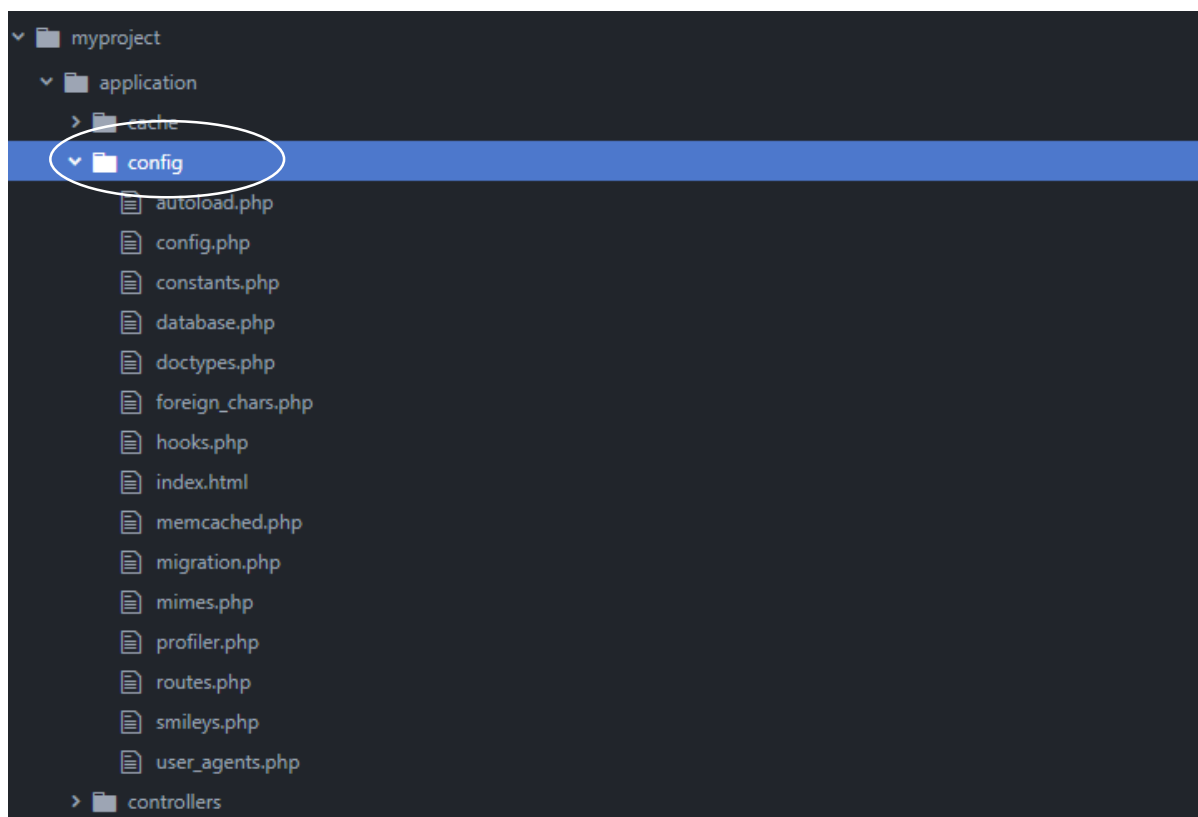 myproject
application
cache
config
autoload.php
config.php
constants.php
database.php
doctypes.php
foreign_chars.php
hooks.php
index.html
memcached.php
migration.php
mimes.php
profiler.php
routes.php
smileys.php
user_agents.php
controllers